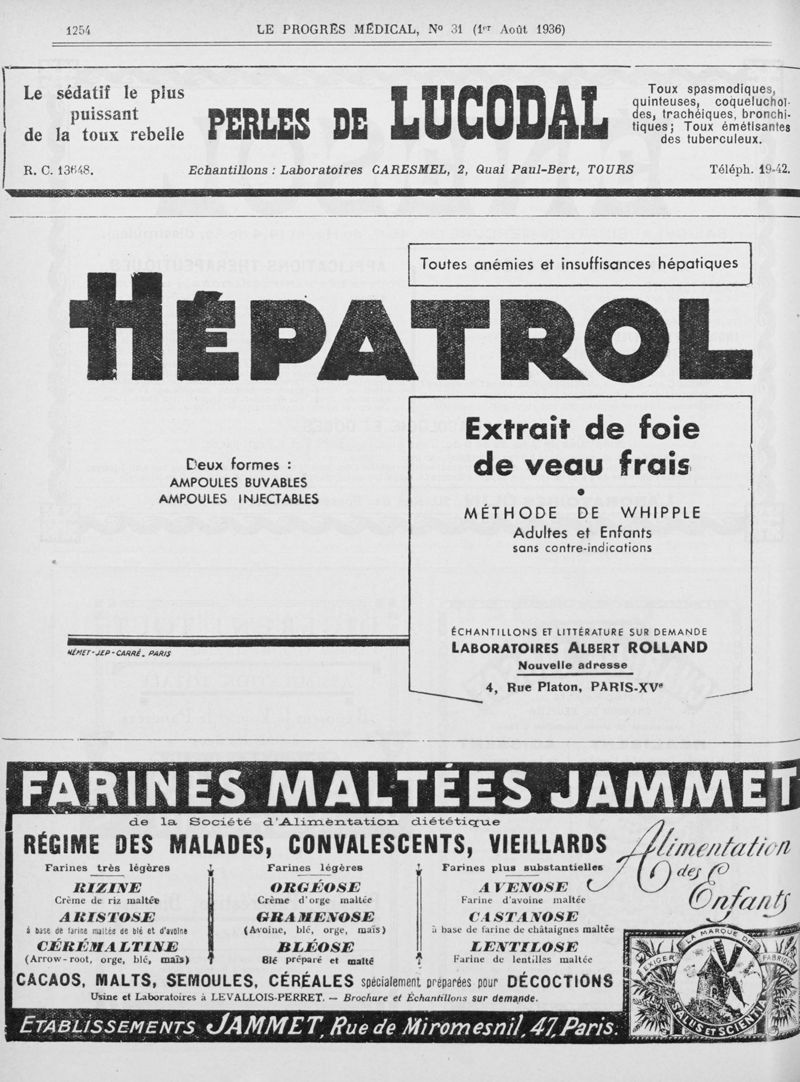 1254
LE PROGRÈS MÉDICAL, Nº 31 (1er Août 1936)
Le sédatif le plus
puissant
de la toux rebelle
PERLES DE LUCODAL
Toux spasmodiques,
quinteuses, coqueluchoï-
des, trachéiques, bronchi-
tiques; Toux émétisantes
des tuberculeux.
R. C. 13648.
Echantillons : Laboratoires CARESMEL, 2, Quai Paul-Bert, TOURS
Téléph. 19-42.
Toutes anémies et insuffisances hépatiques
HÉPATROL
Deux formes :
AMPOULES BUVABLES
AMPOULES INJECTABLES
Extrait de foie
de veau frais
MÉTHODE DE WHIPPLE
Adultes et Enfants
sans contre-indications
ÉCHANTILLONS ET LITTÉRATURE SUR DEMANDE
LABORATOIRES ALBERT ROLLAND
Nouvelle adresse
4, Rue Platon, PARIS-XVe
NÉMET-JEP-CARRÉ. PARIS
FARINES MALTÉES JAMMET
de la Société d'Alimentation diététique
RÉGIME DES MALADES, CONVALESCENTS, VIEILLARDS
Alimentation
des
Enfants
Farines très légères
RIZINE
Crème de riz maltée
ARISTOSE
à base de farine maltée de blé et d'avoine
CÉRÉMALTINE
(Arrow-root, orge, blé, maïs)
Farines légères
ORGÉOSE
Crème d'orge maltée
GRAMENOSE
(Avoine, blé, orge, maïs)
BLÉOSE
Blé préparé et malté
Farines plus substantielles
AVENOSE
Farine d'avoine maltée
CASTANOSE
à base de farine de châtaignes maltée
LENTILOSE
Farine de lentilles maltée
CACAOS, MALTS, SEMOULES, CÉRÉALES spécialement préparées pour DÉCOCTIONS
Usine et Laboratoires à LEVALLOIS-PERRET. — Brochure et Échantillons sur demande.
EXIGER LA MARQUE DE FABRIQUE
SALUS ET SCIENTIA
ETABLISSEMENTS JAMMET, Rue de Miromesnil, 47, Paris.